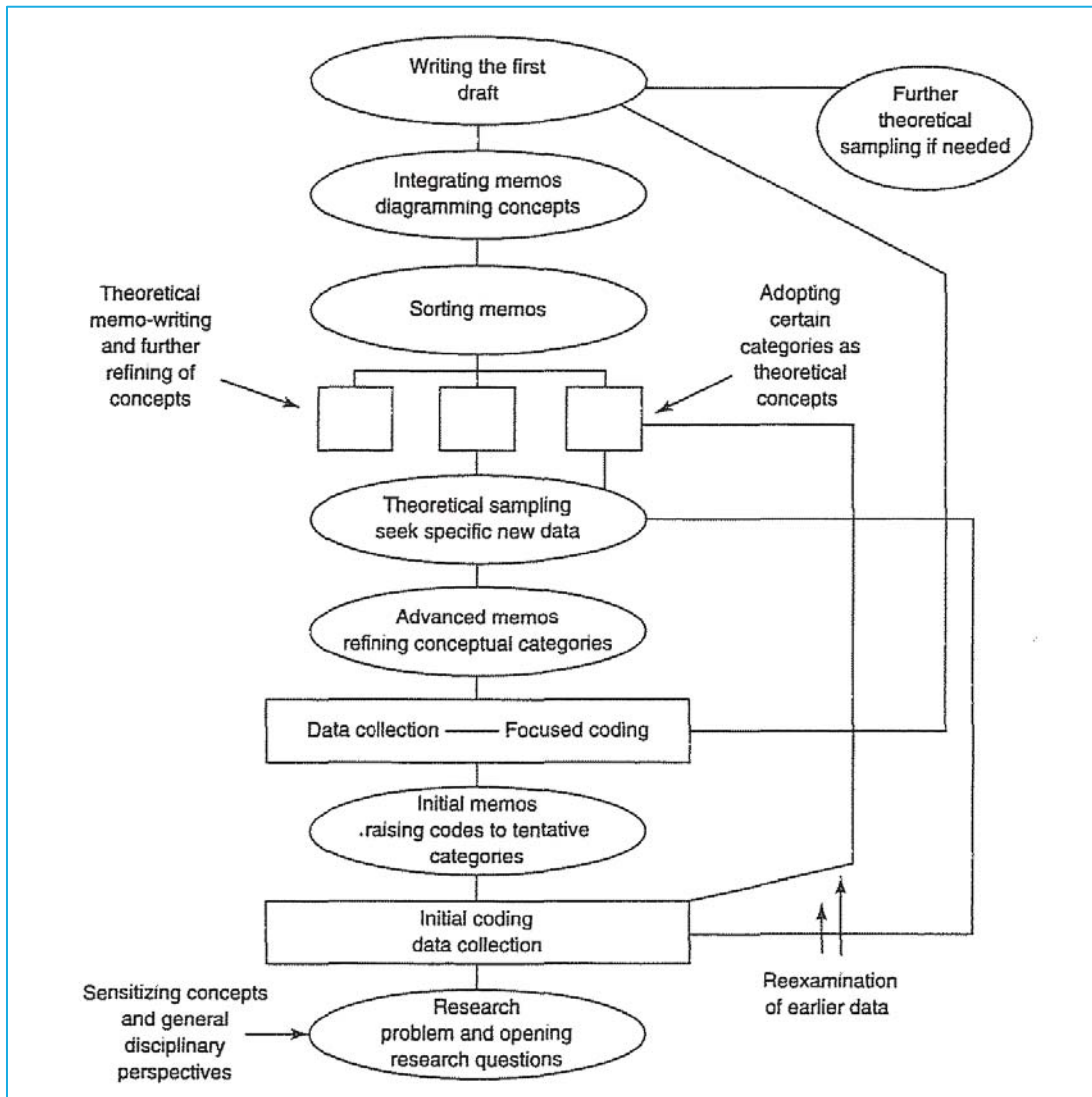 Writing the first
draft
Further
theoretical
sampling if needed
Integrating memos
diagramming concepts
Sorting memos
Theoretical
memo-writing
and further
refining of
concepts
Adopting
certain
categories as
theoretical
concepts
Theoretical sampling
seek specific new data
Advanced memos
refining conceptual categories
Data collection —— Focused coding
Initial memos
.raising codes to tentative
categories
Initial coding
data collection
Reexamination
of earlier data
Sensitizing concepts
and general
disciplinary
perspectives
Research
problem and opening
research questions